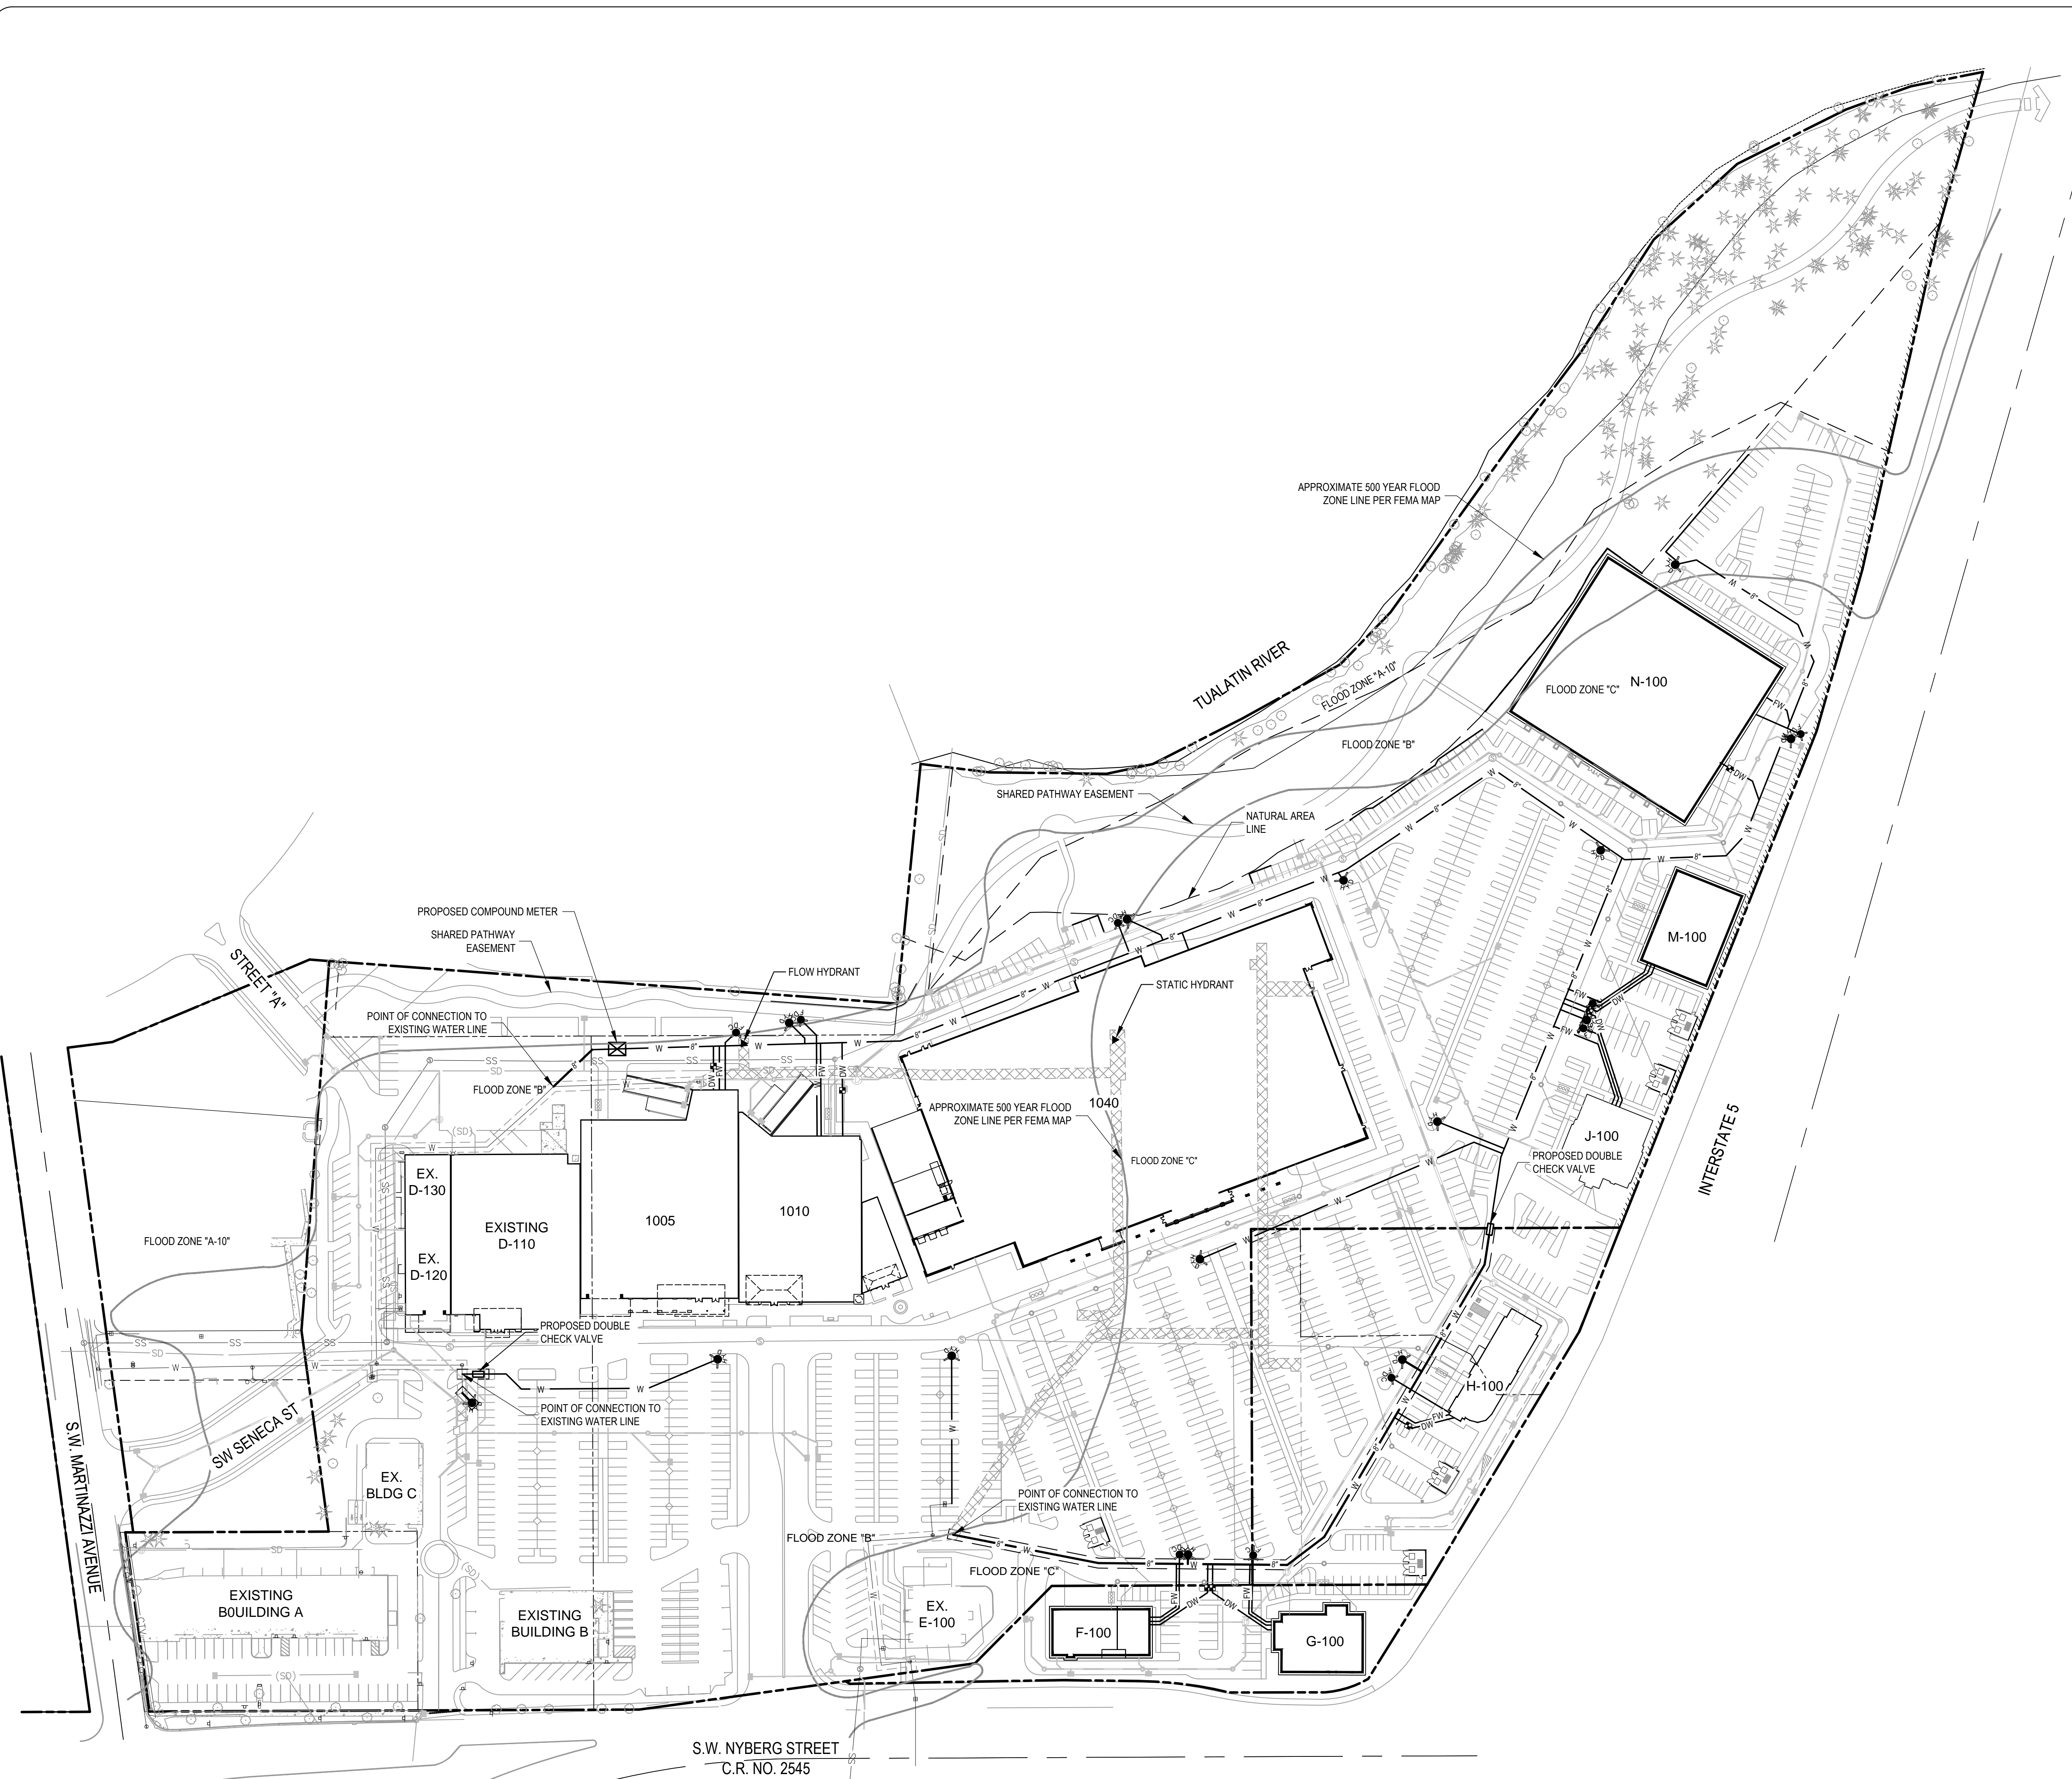 APPROXIMATE 500 YEAR FLOOD
ZONE LINE PER FEMA MAP
TUALATIN RIVER
FLOOD ZONE "A-10"
FLOOD ZONE "B"
FLOOD ZONE "C"
N-100
SHARED PATHWAY EASEMENT
NATURAL AREA
LINE
PROPOSED COMPOUND METER
SHARED PATHWAY
EASEMENT
STREET "A"
FLOW HYDRANT
STATIC HYDRANT
M-100
POINT OF CONNECTION TO
EXISTING WATER LINE
FLOOD ZONE "B"
APPROXIMATE 500 YEAR FLOOD
ZONE LINE PER FEMA MAP
1040
FLOOD ZONE "C"
J-100
PROPOSED DOUBLE
CHECK VALVE
INTERSTATE 5
EX.
D-130
EXISTING
D-110
EX.
D-120
1005
1010
FLOOD ZONE "A-10"
PROPOSED DOUBLE
CHECK VALVE
POINT OF CONNECTION TO
EXISTING WATER LINE
S.W. MARTINAZZI AVENUE
SW SENECA ST
EX.
BLDG C
H-100
POINT OF CONNECTION TO
EXISTING WATER LINE
FLOOD ZONE "B"
FLOOD ZONE "C"
EXISTING
B0UILDING A
EXISTING
BUILDING B
EX.
E-100
F-100
G-100
S.W. NYBERG STREET
C.R. NO. 2545
W
8"
FW
DW
SS
SD
(SD)